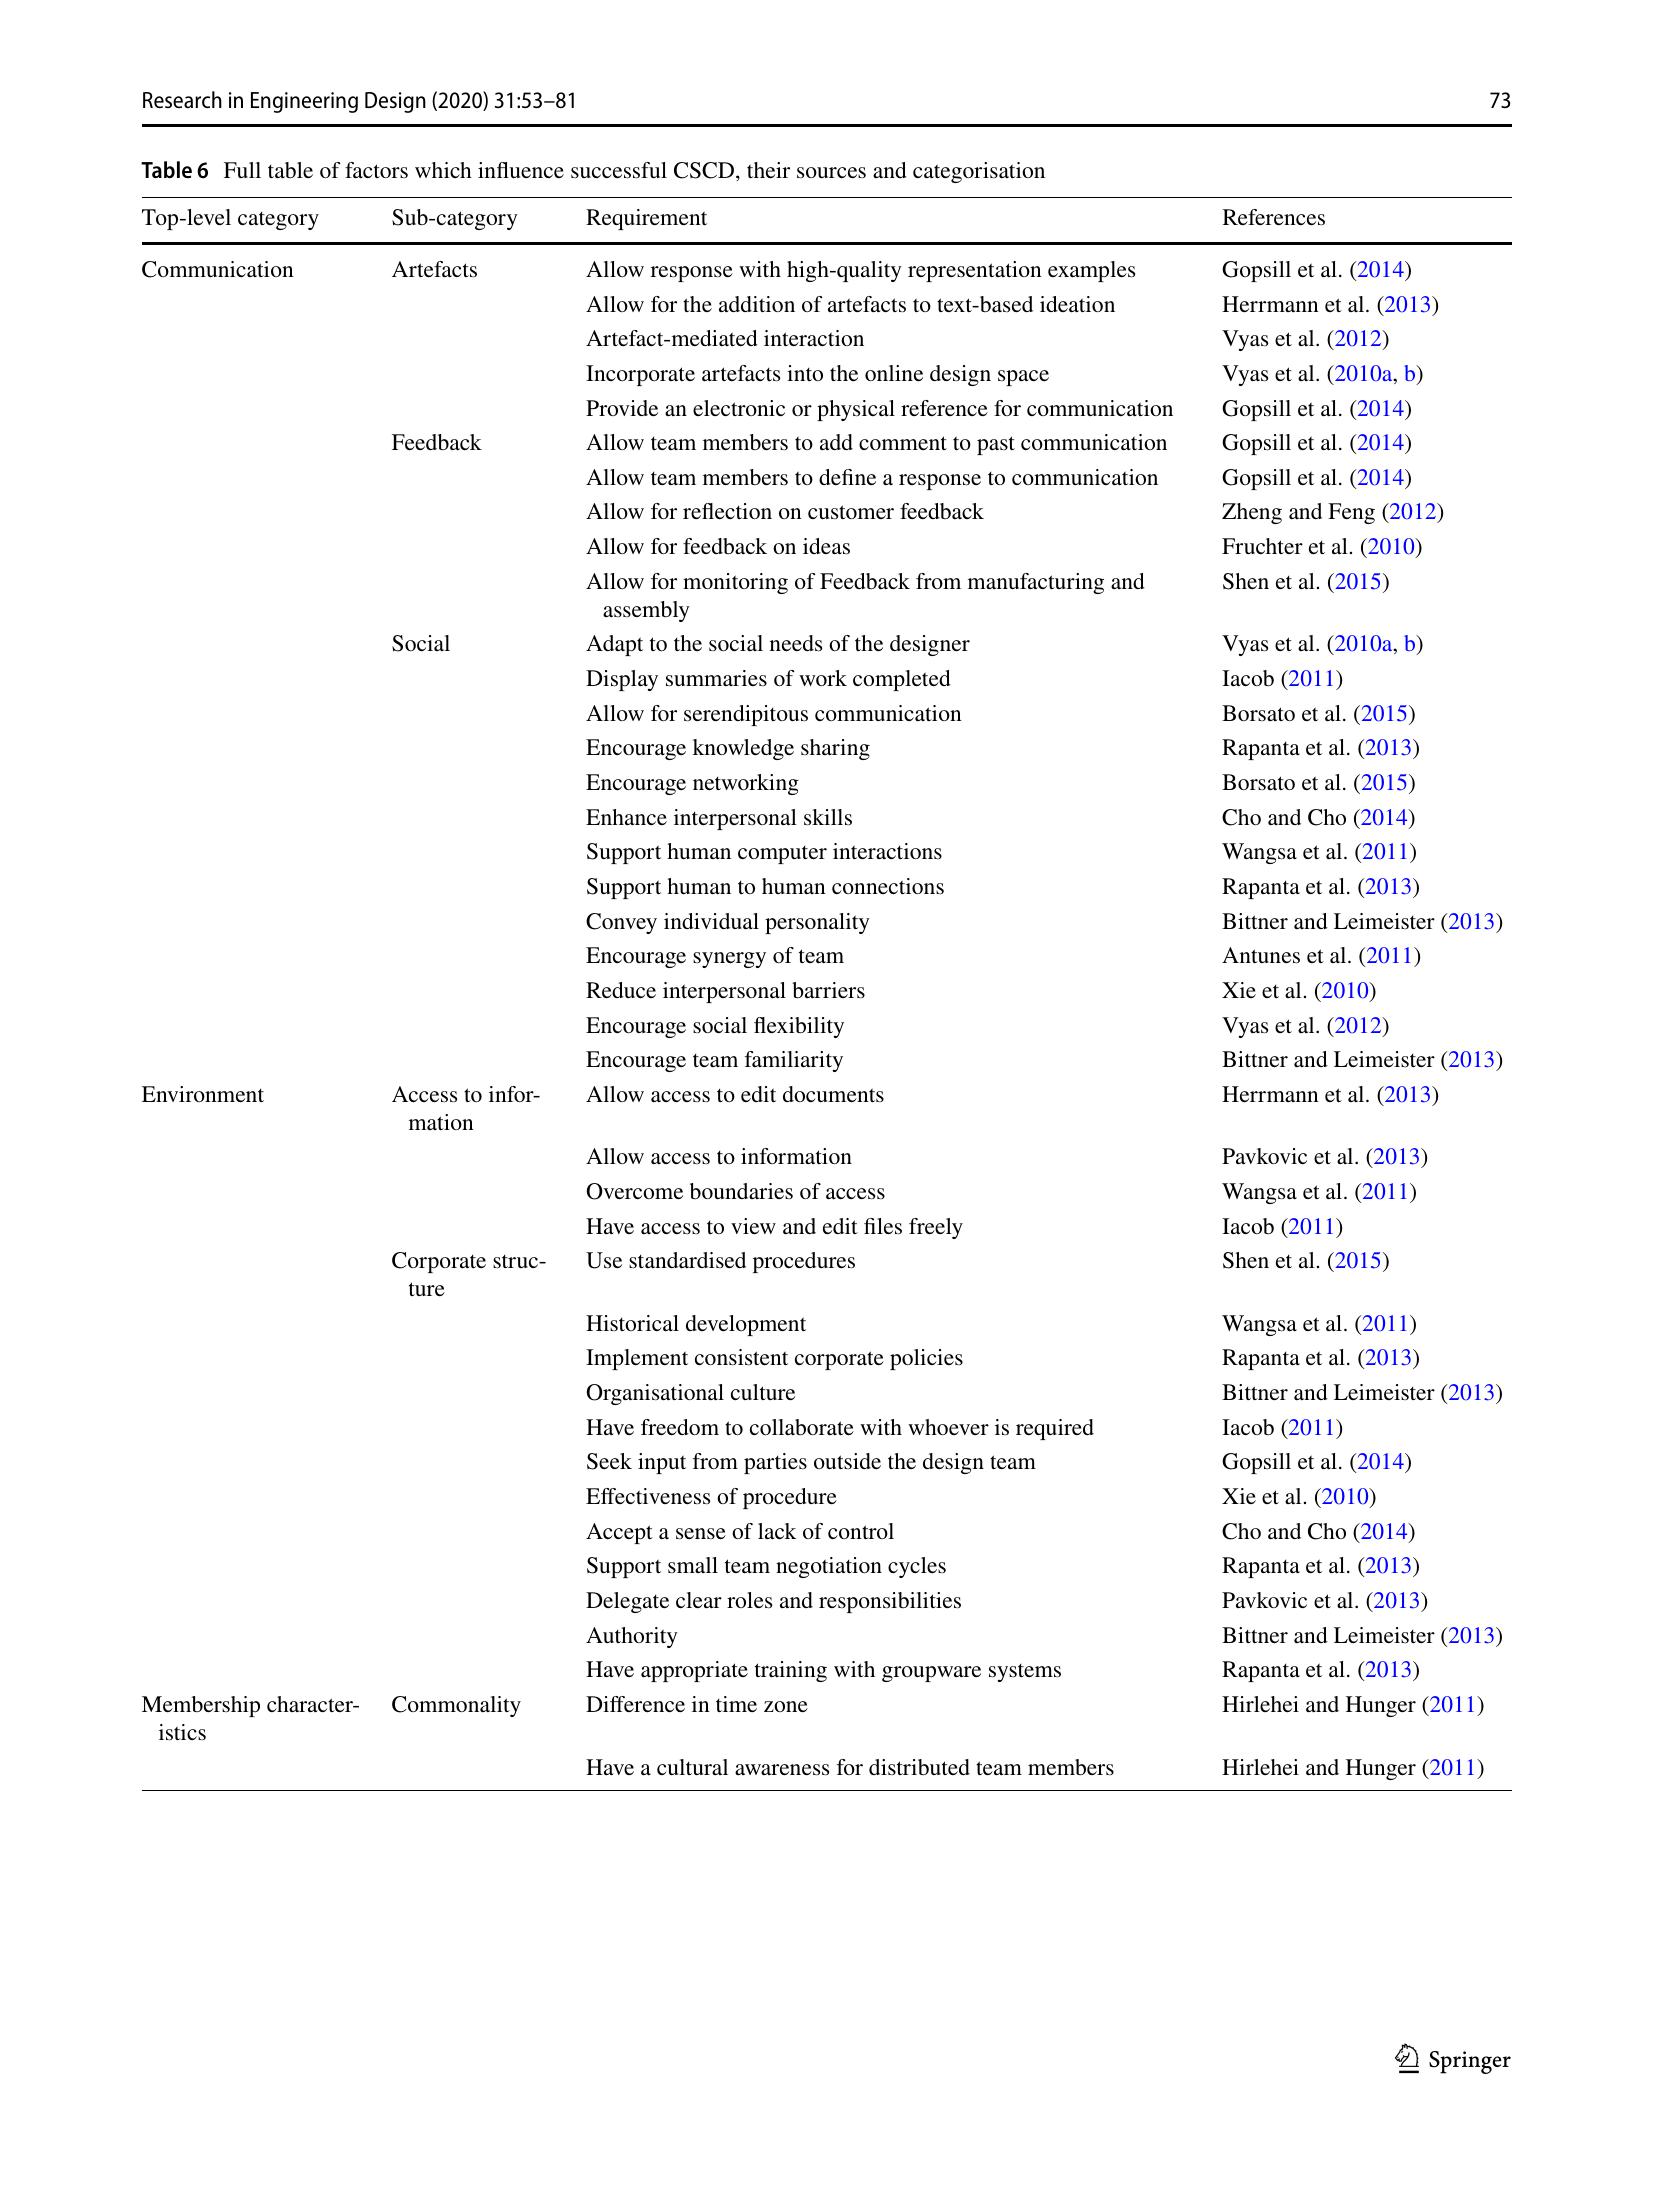 Research in Engineering Design (2020) 31:53–81 73
Table 6 Full table of factors which influence successful CSCD, their sources and categorisation
Top-level category Sub-category Requirement References
Communication Artefacts Allow response with high-quality representation examples Gopsill et al. (2014)
Allow for the addition of artefacts to text-based ideation Herrmann et al. (2013)
Artefact-mediated interaction Vyas et al. (2012)
Incorporate artefacts into the online design space Vyas et al. (2010a, b)
Provide an electronic or physical reference for communication Gopsill et al. (2014)
Feedback Allow team members to add comment to past communication Gopsill et al. (2014)
Allow team members to define a response to communication Gopsill et al. (2014)
Allow for reflection on customer feedback Zheng and Feng (2012)
Allow for feedback on ideas Fruchter et al. (2010)
Allow for monitoring of Feedback from manufacturing and Shen et al. (2015)
assembly
Social Adapt to the social needs of the designer Vyas et al. (2010a, b)
Display summaries of work completed Iacob (2011)
Allow for serendipitous communication Borsato et al. (2015)
Encourage knowledge sharing Rapanta et al. (2013)
Encourage networking Borsato et al. (2015)
Enhance interpersonal skills Cho and Cho (2014)
Support human computer interactions Wangsa et al. (2011)
Support human to human connections Rapanta et al. (2013)
Convey individual personality Bittner and Leimeister (2013)
Encourage synergy of team Antunes et al. (2011)
Reduce interpersonal barriers Xie et al. (2010)
Encourage social flexibility Vyas et al. (2012)
Encourage team familiarity Bittner and Leimeister (2013)
Environment Access to infor- Allow access to edit documents Herrmann et al. (2013)
mation
Allow access to information Pavkovic et al. (2013)
Overcome boundaries of access Wangsa et al. (2011)
Have access to view and edit files freely Iacob (2011)
Corporate struc- Use standardised procedures Shen et al. (2015)
ture
Historical development Wangsa et al. (2011)
Implement consistent corporate policies Rapanta et al. (2013)
Organisational culture Bittner and Leimeister (2013)
Have freedom to collaborate with whoever is required Iacob (2011)
Seek input from parties outside the design team Gopsill et al. (2014)
Effectiveness of procedure Xie et al. (2010)
Accept a sense of lack of control Cho and Cho (2014)
Support small team negotiation cycles Rapanta et al. (2013)
Delegate clear roles and responsibilities Pavkovic et al. (2013)
Authority Bittner and Leimeister (2013)
Have appropriate training with groupware systems Rapanta et al. (2013)
Membership character- Commonality Difference in time zone Hirlehei and Hunger (2011)
istics
Have a cultural awareness for distributed team members Hirlehei and Hunger (2011)
Springer